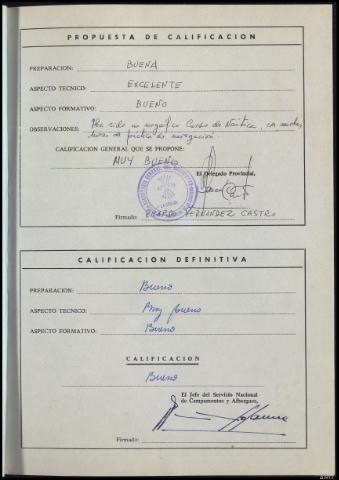 PROPUESTA DE CALIFICACION
PREPARACION: BUENA
ASPECTO TECNICO: EXCELENTE
ASPECTO FORMATIVO: BUENO
OBSERVACIONES: Ha sido un magnífico Curso de Náutica, con muchas
horas de práctica de navegación
CALIFICACION GENERAL QUE SE PROPONE:
MUY BUENO
El Delegado Provincial,
Firmado: RICARDO FERNANDEZ CASTRO
CALIFICACION DEFINITIVA
PREPARACION: Bueno
ASPECTO TECNICO: Muy bueno
ASPECTO FORMATIVO: Bueno
CALIFICACION
Bueno
El Jefe del Servicio Nacional
de Campamentos y Albergues,
Firmado: